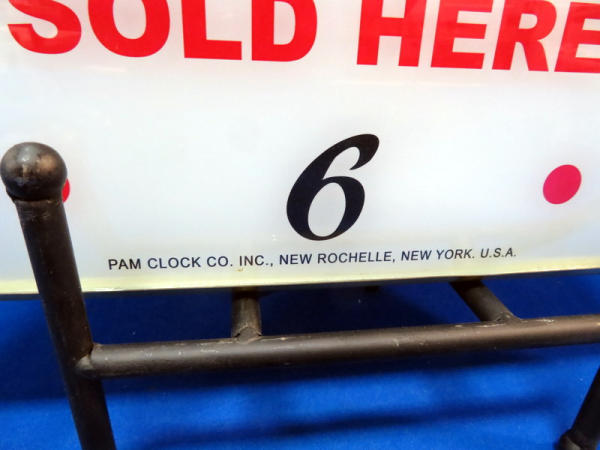 SOLD HERE
6
PAM CLOCK CO. INC., NEW ROCHELLE, NEW YORK. U.S.A.